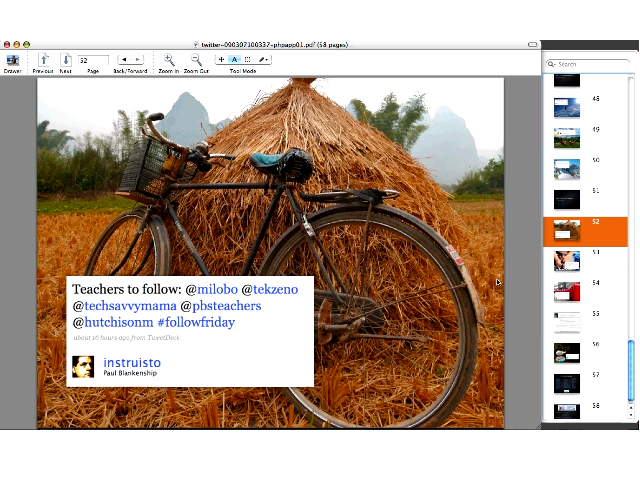 twitter-090307100337-phpapp01.pdf (58 pages)
52
Drawer
Previous
Next
Page
Back/Forward
Zoom In
Zoom Out
Tool Mode
A
Search
48
49
50
51
52
53
54
55
56
57
58
Teachers to follow: @milobo @tekzeno
@techsavvymama @pbsteachers
@hutchisonm #followfriday
about 16 hours ago from TweetDeck
instruisto
Paul Blankenship